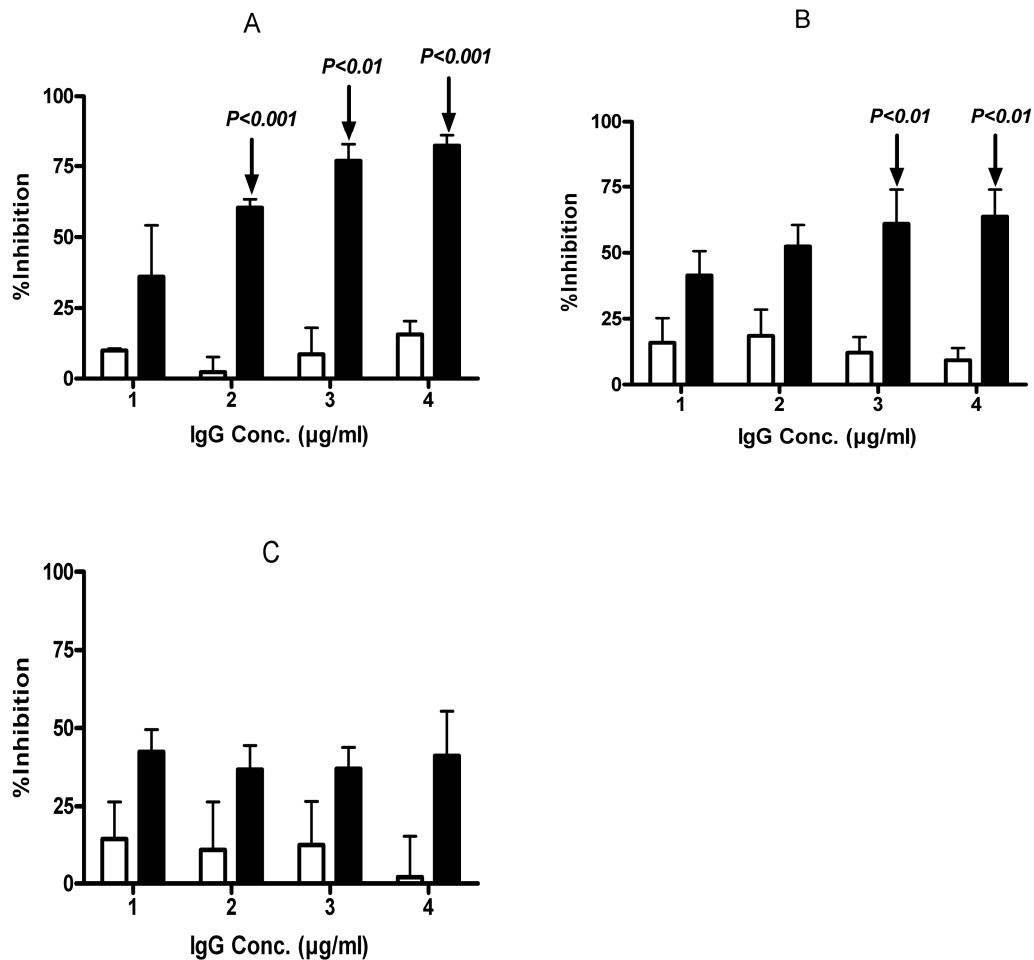 A
P<0.001
P<0.01
P<0.001
100
75
50
25
0
%Inhibition
1 2 3 4
IgG Conc. (µg/ml)
B
P<0.01 P<0.01
100
75
50
25
0
%Inhibition
1 2 3 4
IgG Conc. (µg/ml)
C
100
75
50
25
0
%Inhibition
1 2 3 4
IgG Conc. (µg/ml)